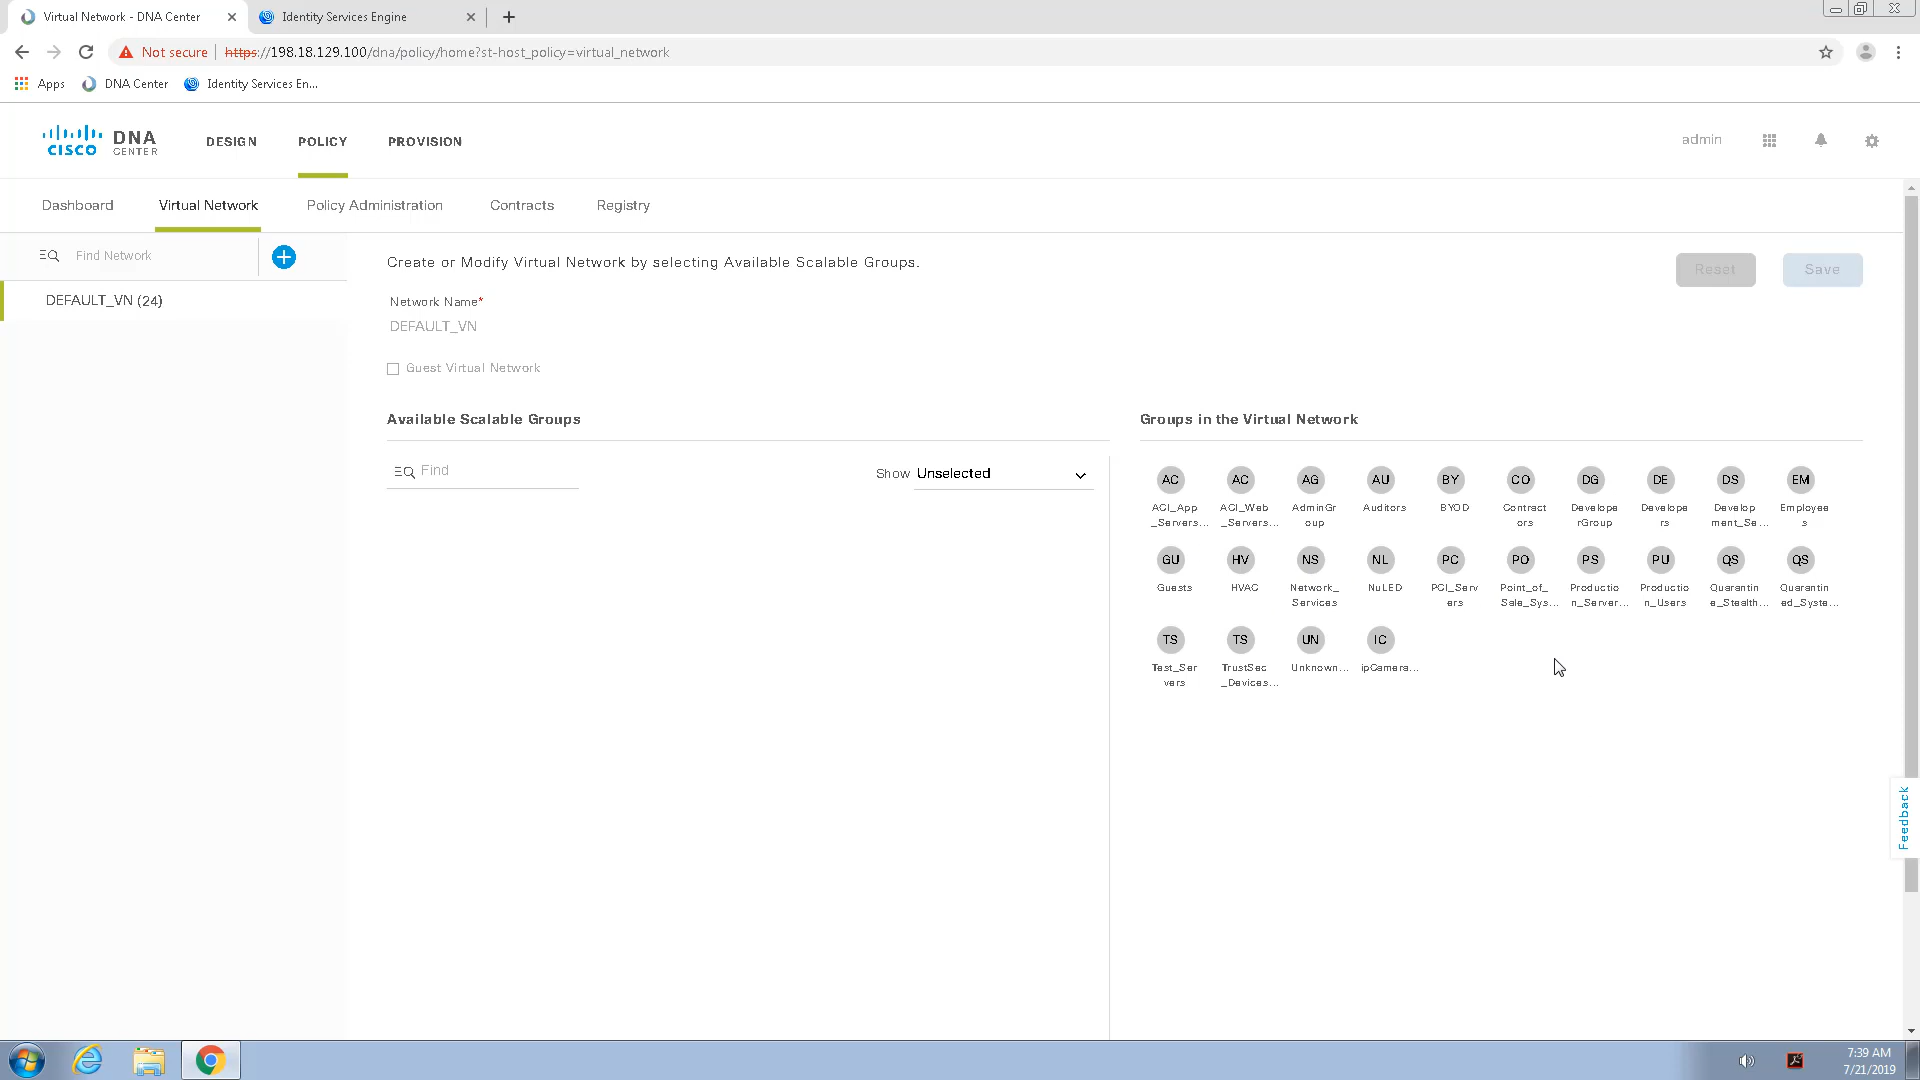 Virtual Network - DNA Center
Identity Services Engine
Not secure
https://198.18.129.100/dna/policy/home?st-host_policy=virtual_network
Apps
DNA Center
Identity Services En...
CISCO
DNA
CENTER
DESIGN
POLICY
PROVISION
admin
Dashboard
Virtual Network
Policy Administration
Contracts
Registry
Find Network
DEFAULT_VN (24)
Create or Modify Virtual Network by selecting Available Scalable Groups.
Reset
Save
Network Name*
DEFAULT_VN
Guest Virtual Network
Available Scalable Groups
Find
Show Unselected
Groups in the Virtual Network
AC AC AG AU BY CO DG DE DS EM
ACI_App ACI_Web AdminGr Auditors BYOD Contract Develope Develope Develop Employee
_Servers... _Servers... oup ors rGroup rs ment_Se... s
GU HV NS NL PC PO PS PU QS QS
Guests HVAC Network_ NuLED PCI_Serv Point_of_ Productio Productio Quarantin Quarantin
Services ers Sale_Sys... n_Server... n_Users e_Stealth... ed_Syste...
TS TS UN IC
Test_Ser TrustSec Unknown... ipCamera...
vers _Devices...
Feedback
7:39 AM
7/21/2019